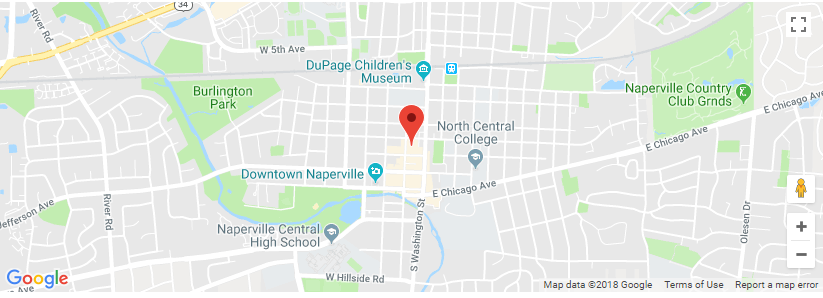 34
River Rd
W 5th Ave
DuPage Children's
Museum
Burlington
Park
Naperville Country
Club Grnds
E Chicago Ave
North Central
College
E Chicago Ave
Downtown Naperville
E Chicago Ave
Jefferson Ave
River Rd
Naperville Central
High School
S Washington St
Olesen Dr
W Hillside Rd
Google
Map data ©2018 Google
Terms of Use
Report a map error